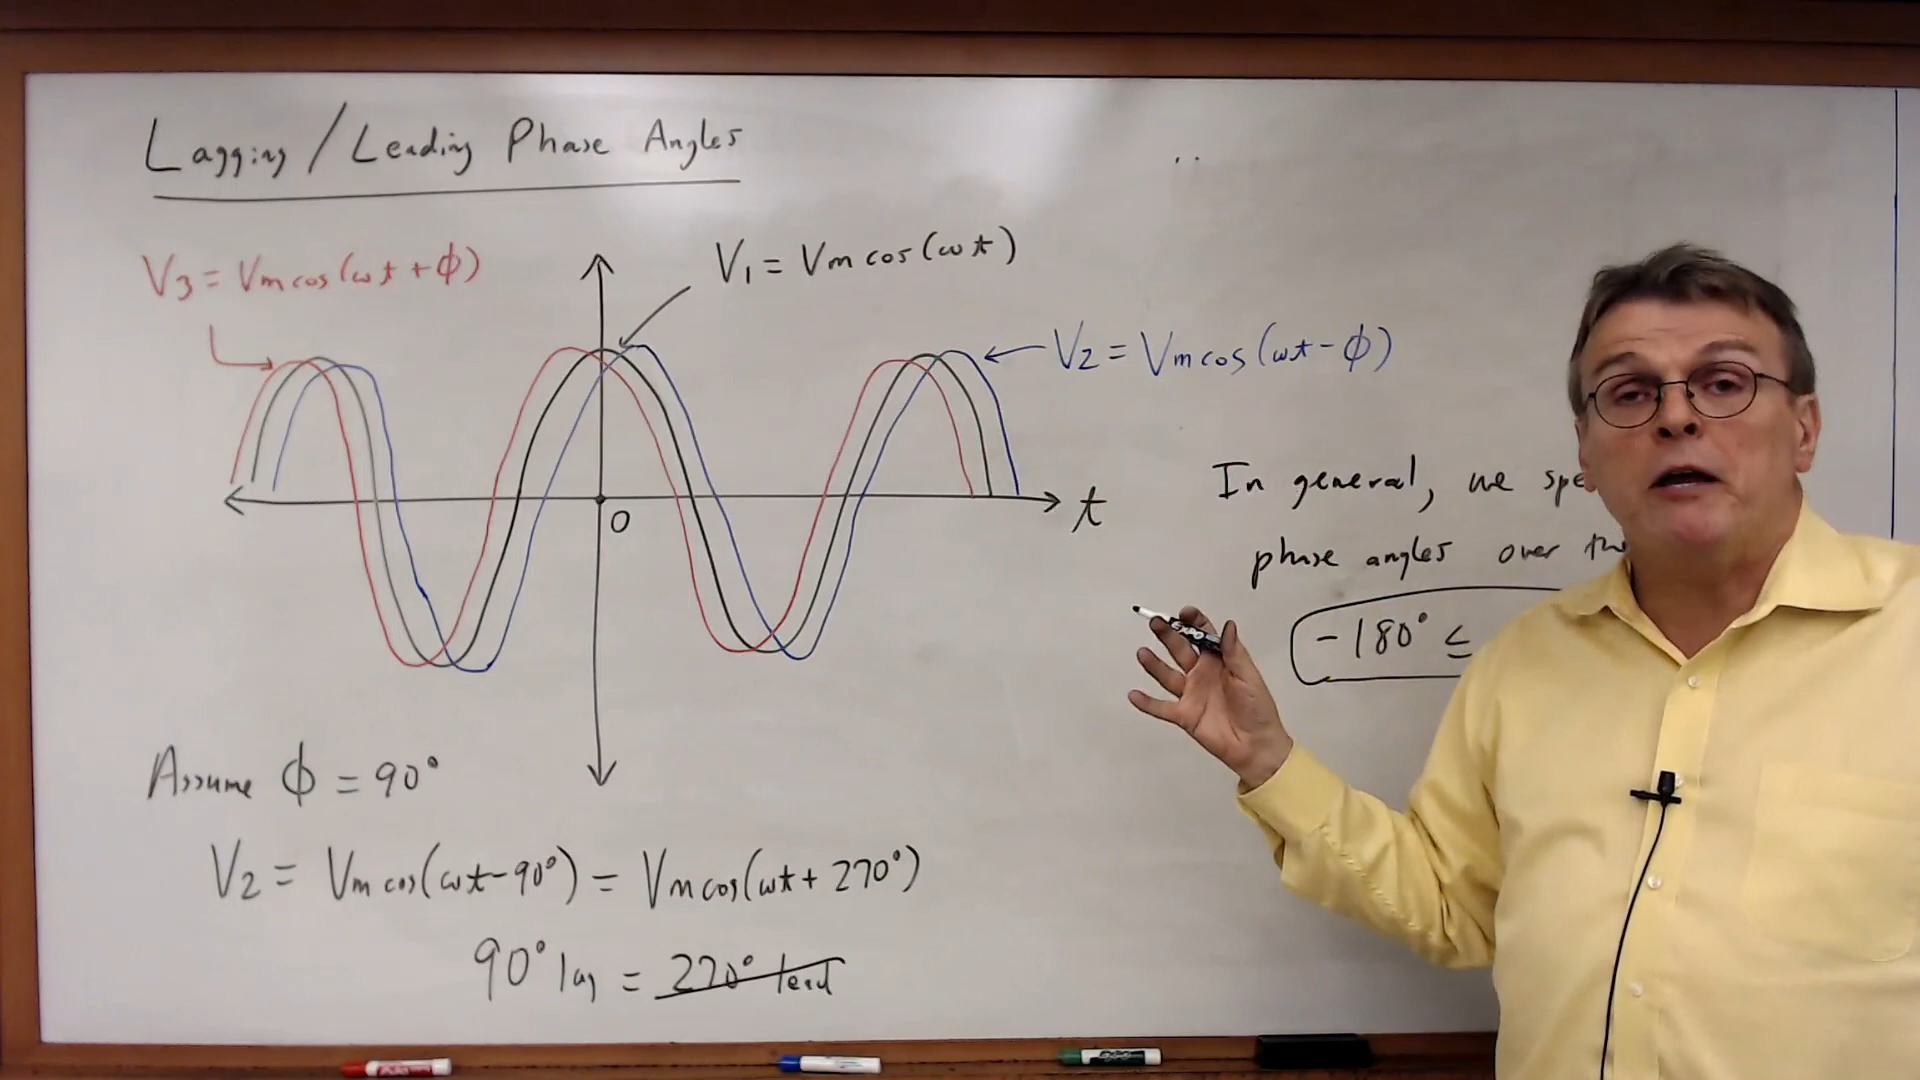 Lagging/Leading Phase Angles
V3 = Vm cos(ωt + ϕ)
V1 = Vm cos(ωt)
V2 = Vm cos(ωt - ϕ)
0
t
In general, we spe
phase angles over th
-180° ≤
Assume ϕ = 90°
V2 = Vm cos(ωt - 90°) = Vm cos(ωt + 270°)
90° lag = 270° lead
EXPO